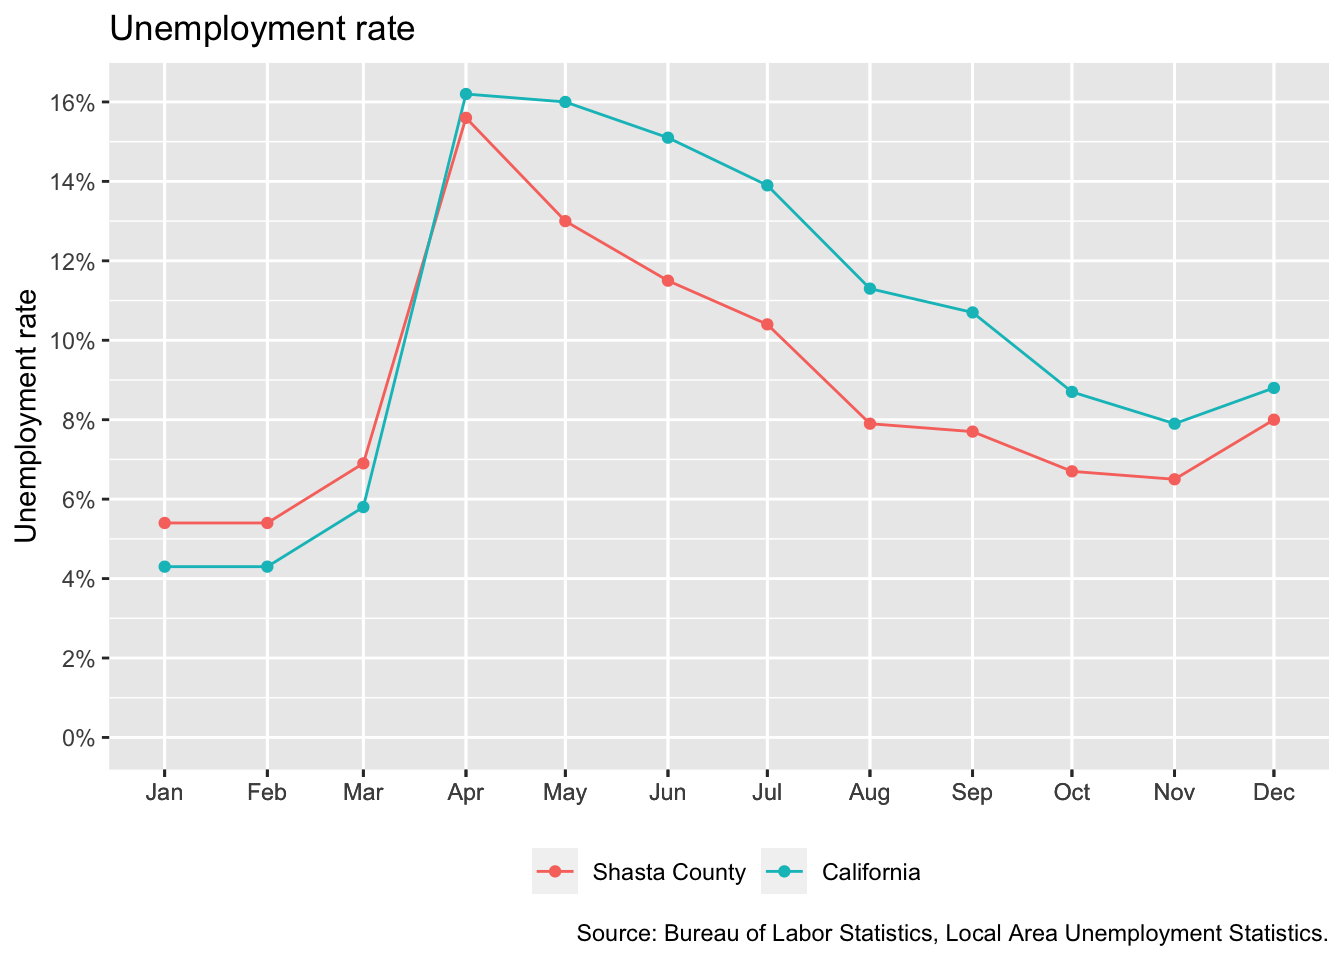 Unemployment rate
Unemployment rate
16%
14%
12%
10%
8%
6%
4%
2%
0%
Jan Feb Mar Apr May Jun Jul Aug Sep Oct Nov Dec
Shasta County California
Source: Bureau of Labor Statistics, Local Area Unemployment Statistics.